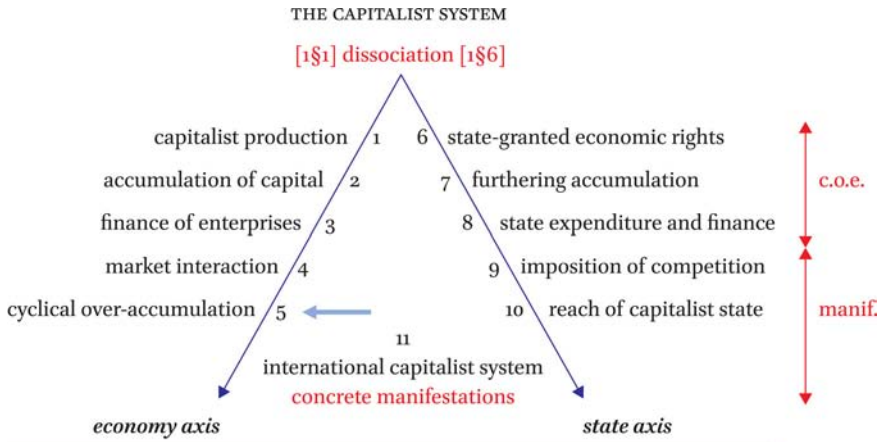 THE CAPITALIST SYSTEM
[1§1] dissociation [1§6]
capitalist production 1 6 state-granted economic rights
accumulation of capital 2 7 furthering accumulation
c.o.e.
finance of enterprises 3 8 state expenditure and finance
market interaction 4 9 imposition of competition
cyclical over-accumulation 5 10 reach of capitalist state
manif.
11
international capitalist system
concrete manifestations
economy axis state axis